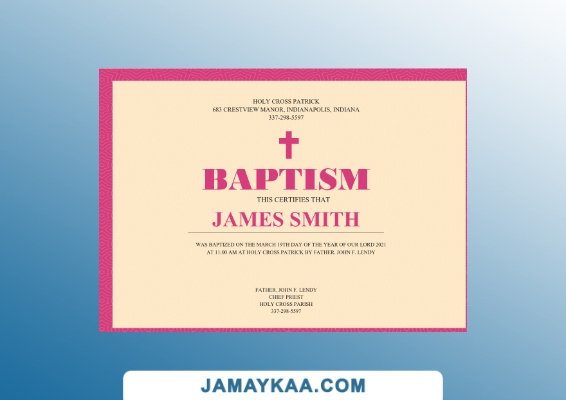 HOLY CROSS PATRICK
683 CRESTVIEW MANOR, INDIANAPOLIS, INDIANA
337-298-5597
BAPTISM
THIS CERTIFIES THAT
JAMES SMITH
WAS BAPTIZED ON THE MARCH 19TH DAY OF THE YEAR OF OUR LORD 2021
AT 11:00 AM AT HOLY CROSS PATRICK BY FATHER. JOHN F. LENDY
FATHER. JOHN F. LENDY
CHIEF PRIEST
HOLY CROSS PARISH
337-298-5597
JAMAYKAA.COM